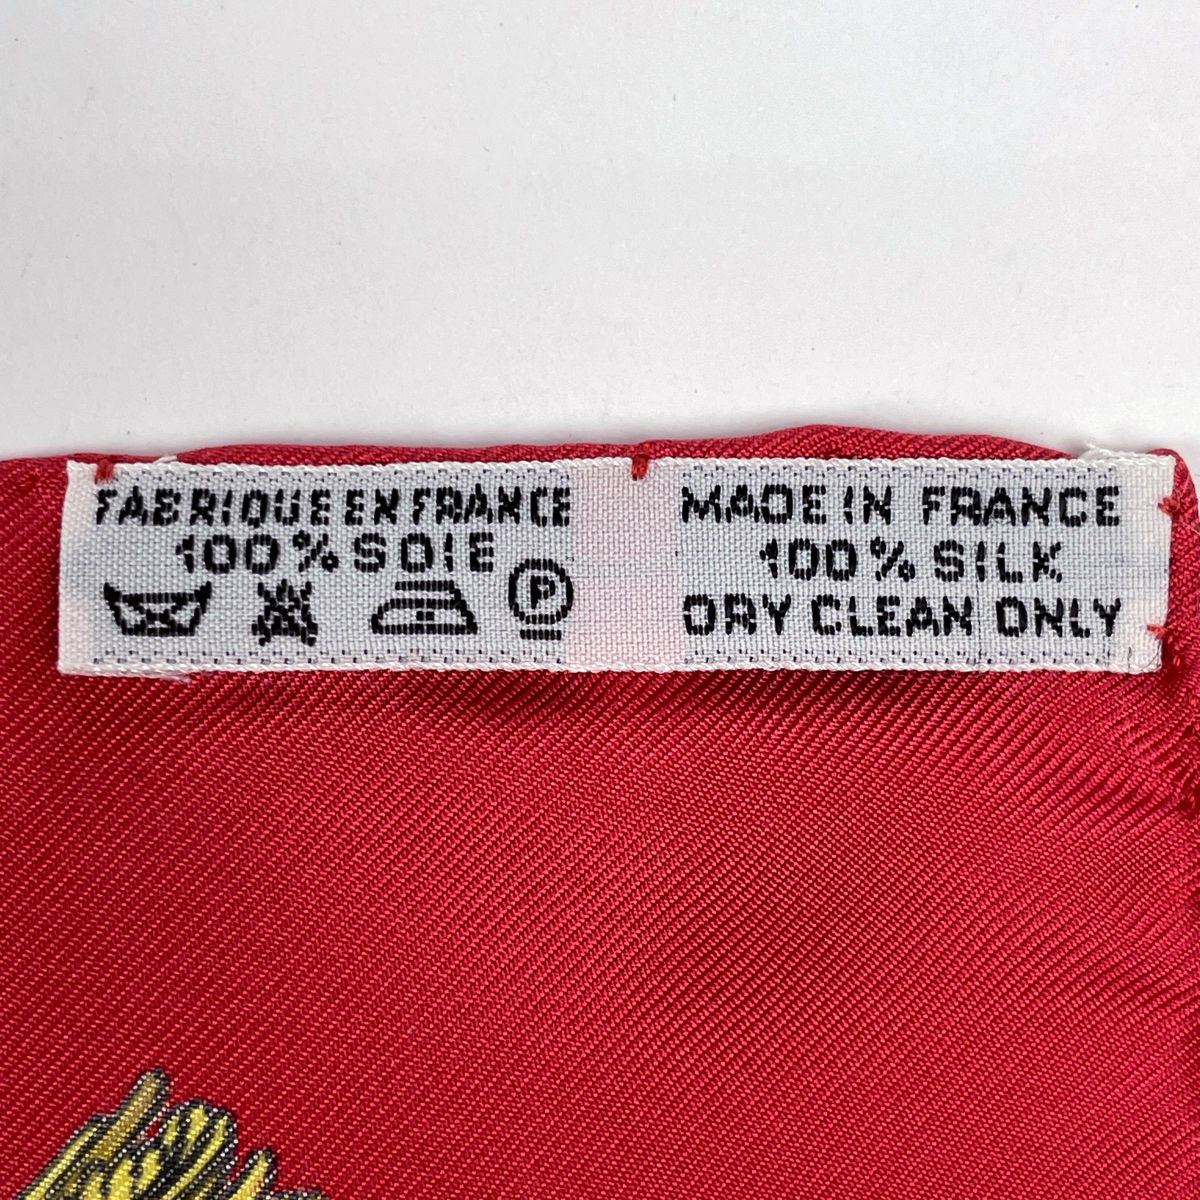 FABRIQUE EN FRANCE
100% SOIE
P
MADE IN FRANCE
100% SILK
DRY CLEAN ONLY